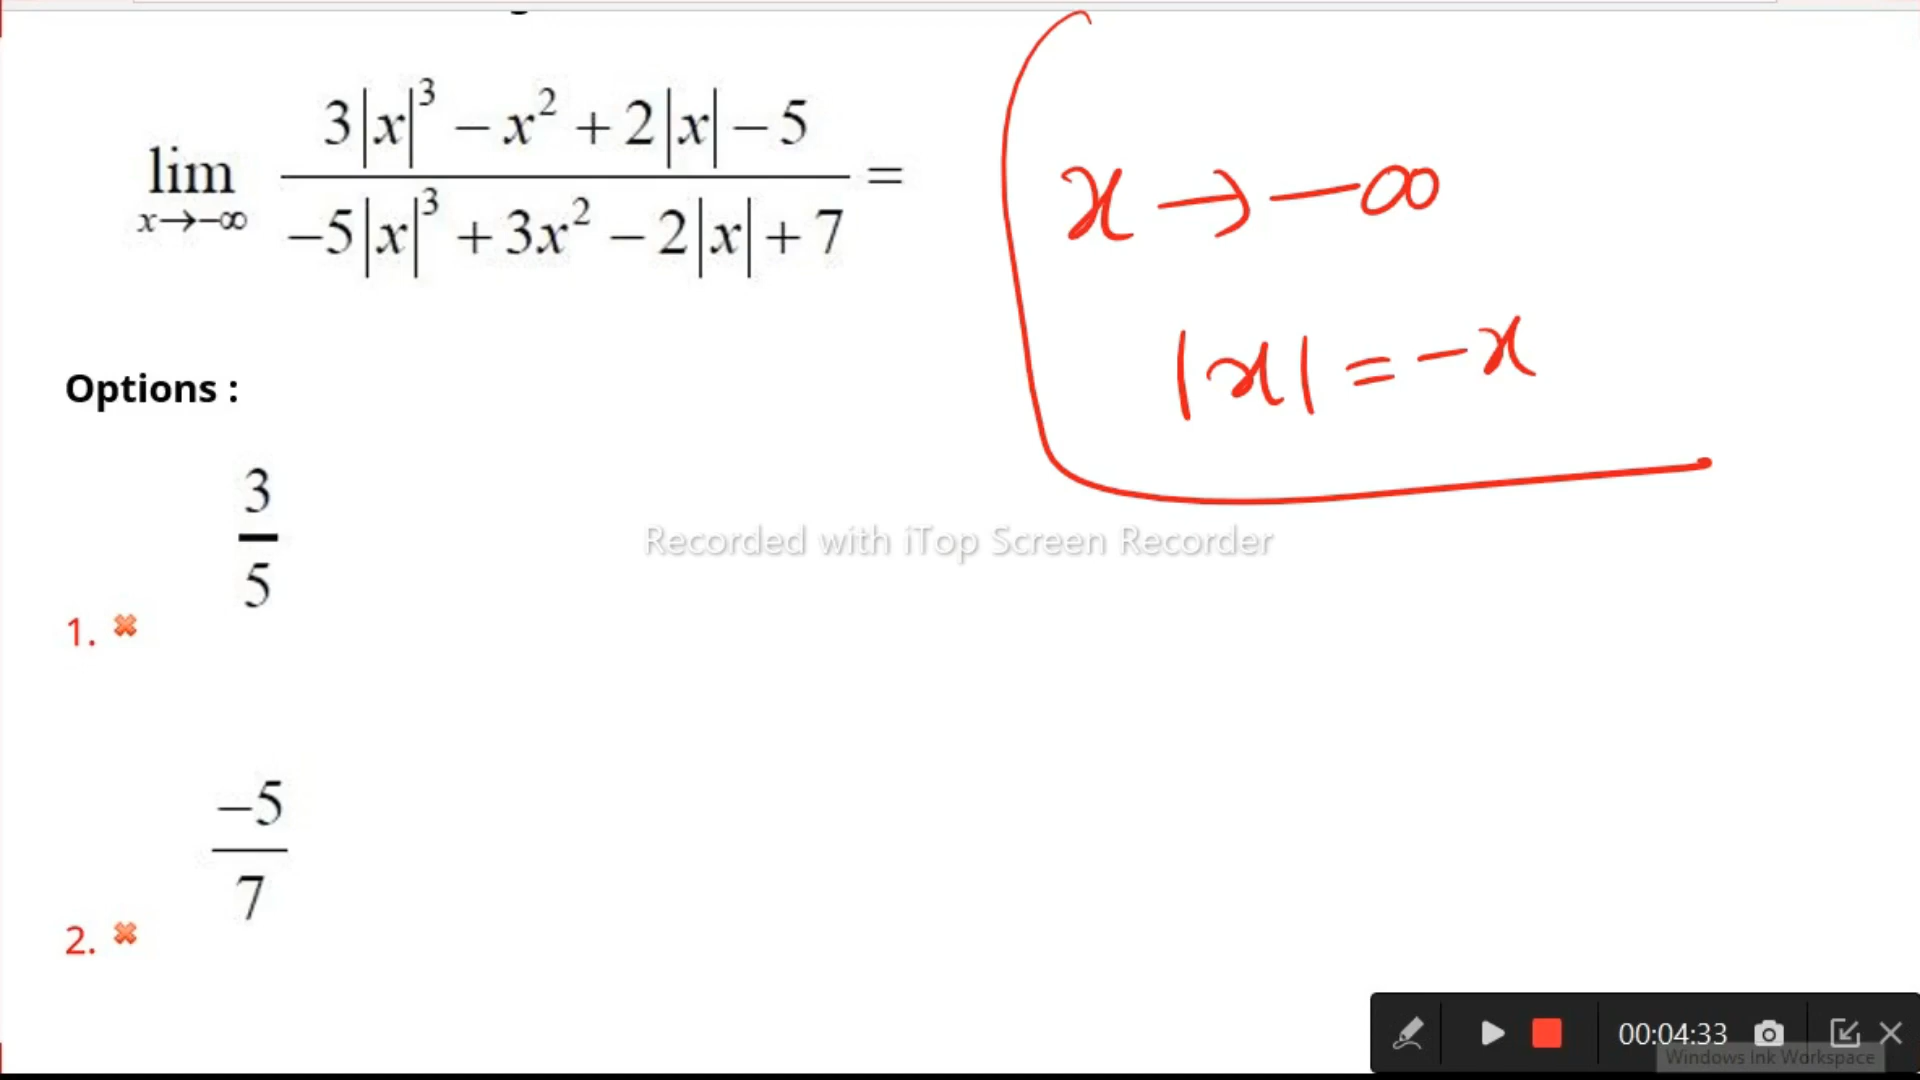 lim x→-∞ (3|x|³ - x² + 2|x| - 5) / (-5|x|³ + 3x² - 2|x| + 7) =
x → -∞
|x| = -x
Options :
3/5
1.
Recorded with iTop Screen Recorder
-5/7
2.
00:04:33
Windows Ink Workspace